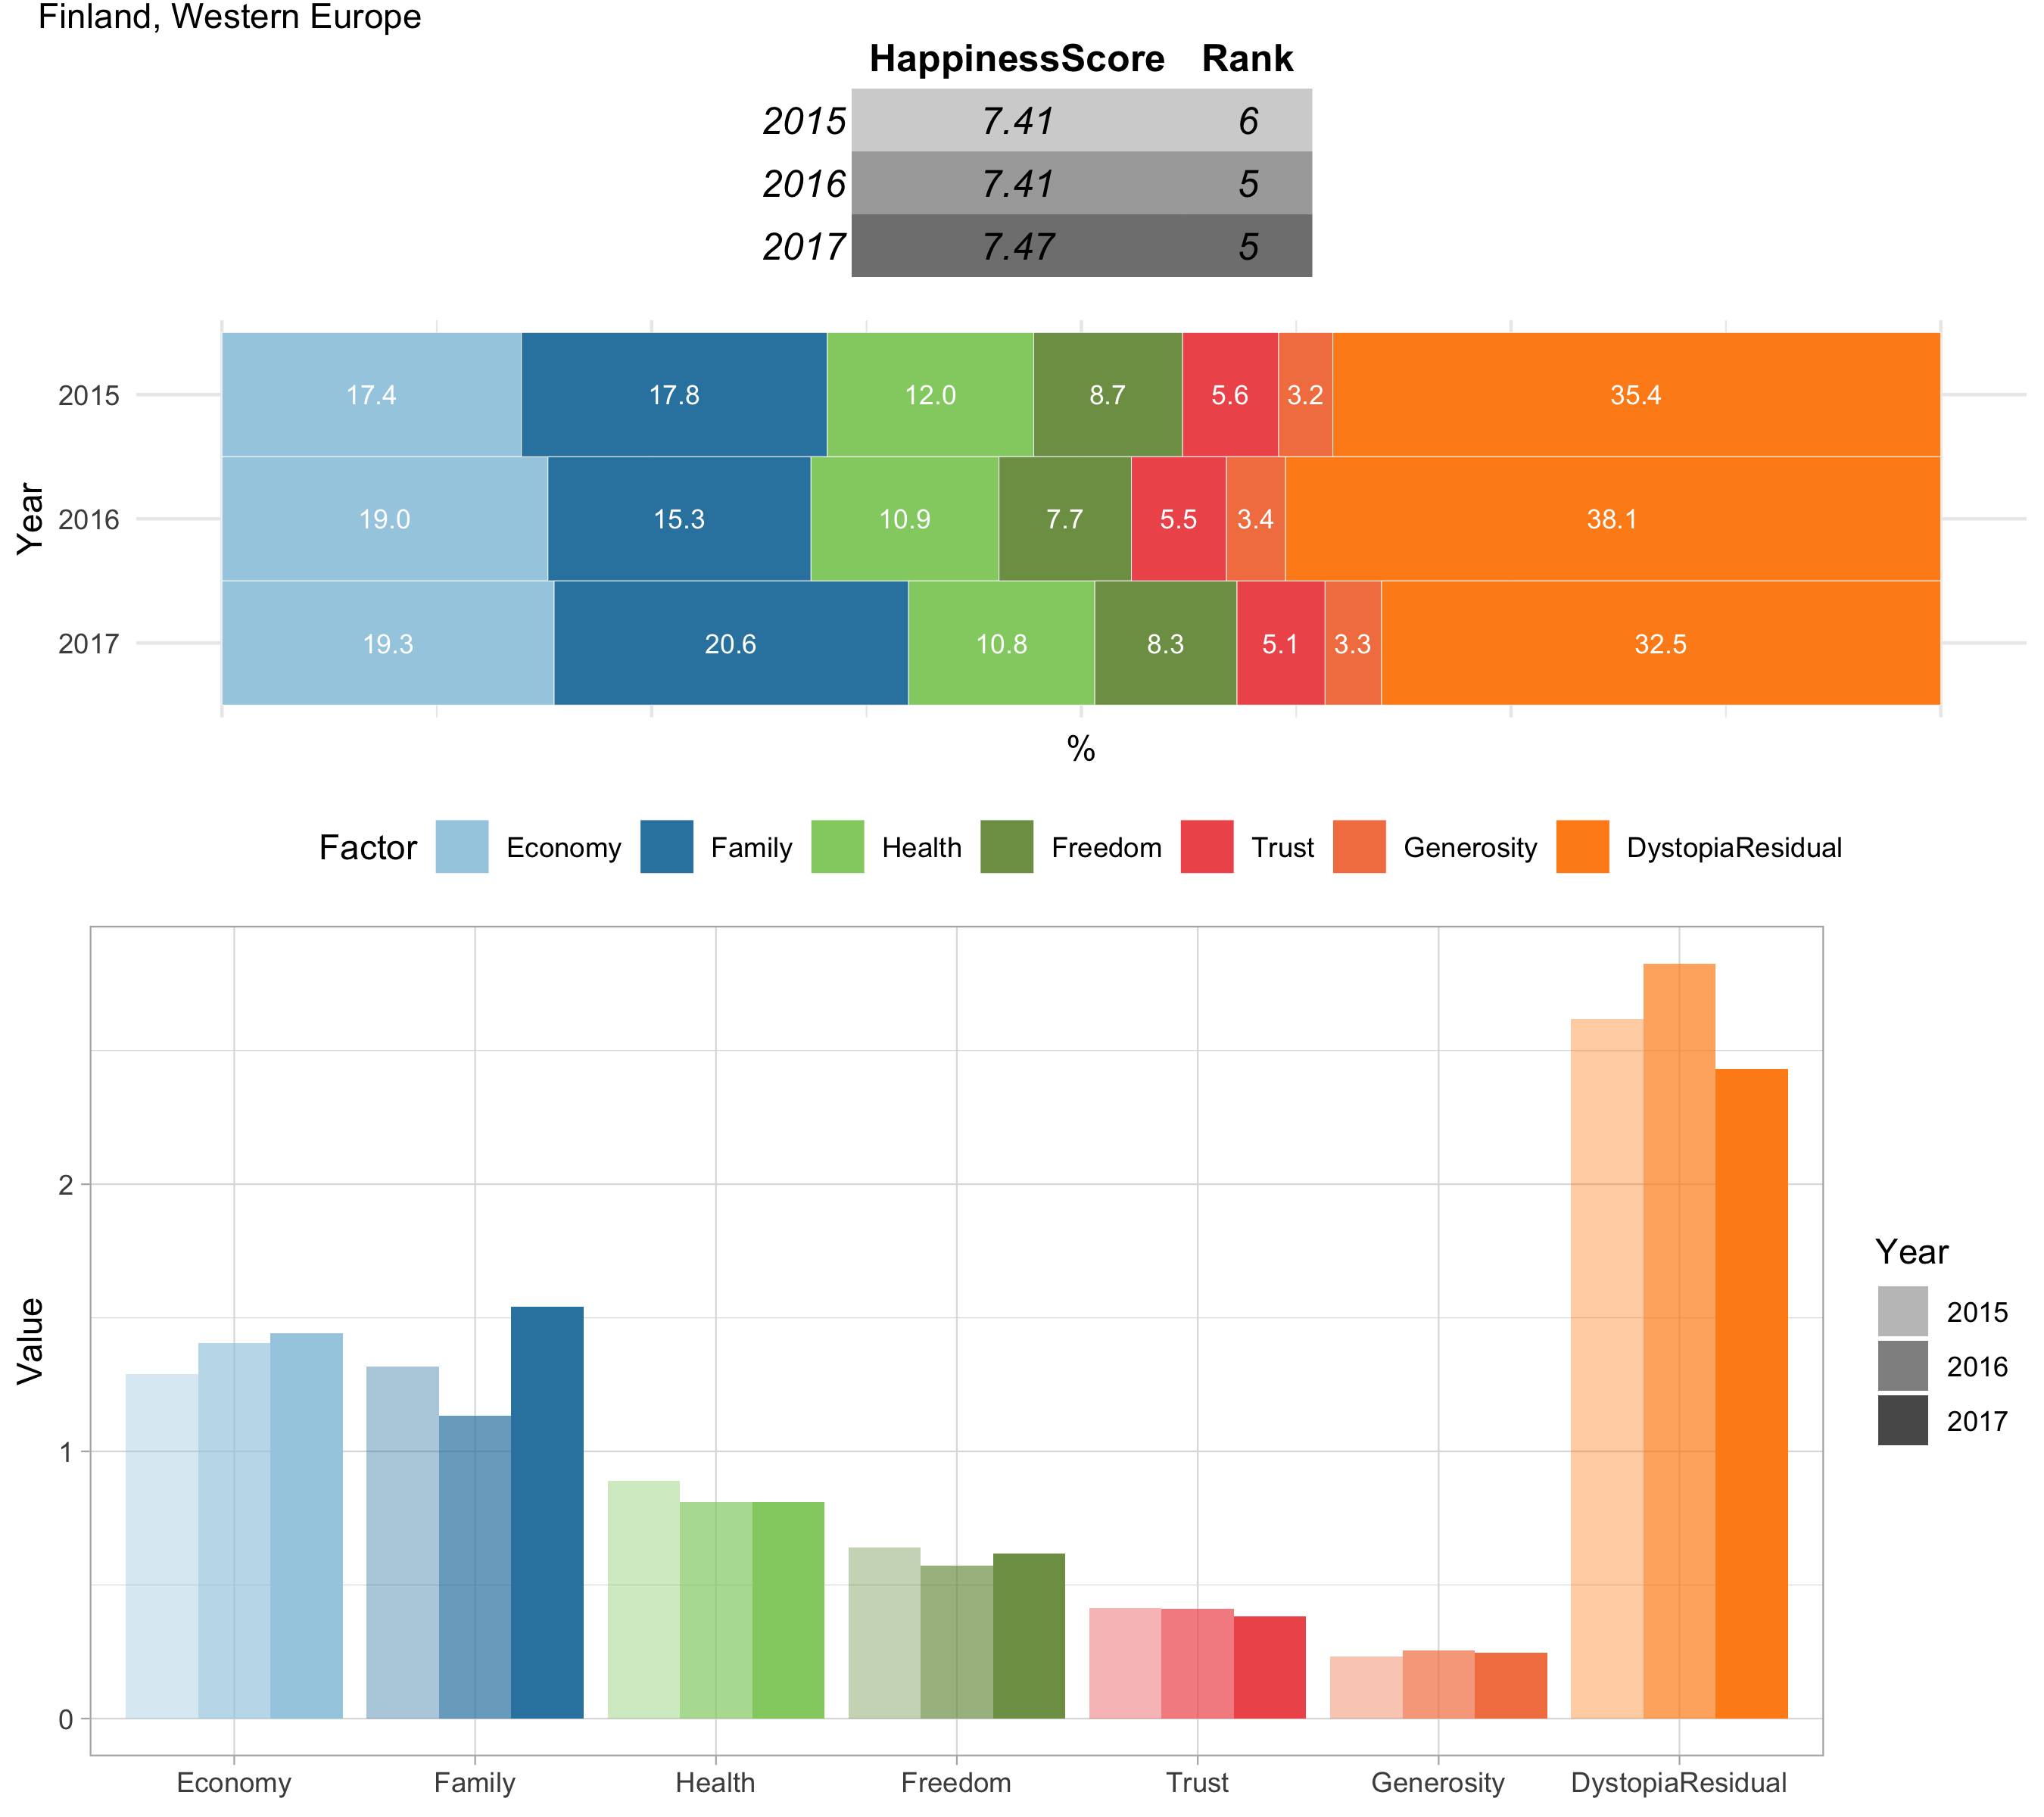 Finland, Western Europe
HappinessScore Rank
2015 7.41 6
2016 7.41 5
2017 7.47 5
2015 17.4 17.8 12.0 8.7 5.6 3.2 35.4
2016 19.0 15.3 10.9 7.7 5.5 3.4 38.1
2017 19.3 20.6 10.8 8.3 5.1 3.3 32.5
Year
%
Factor Economy Family Health Freedom Trust Generosity DystopiaResidual
2
1
0
Value
Economy Family Health Freedom Trust Generosity DystopiaResidual
Year
2015
2016
2017